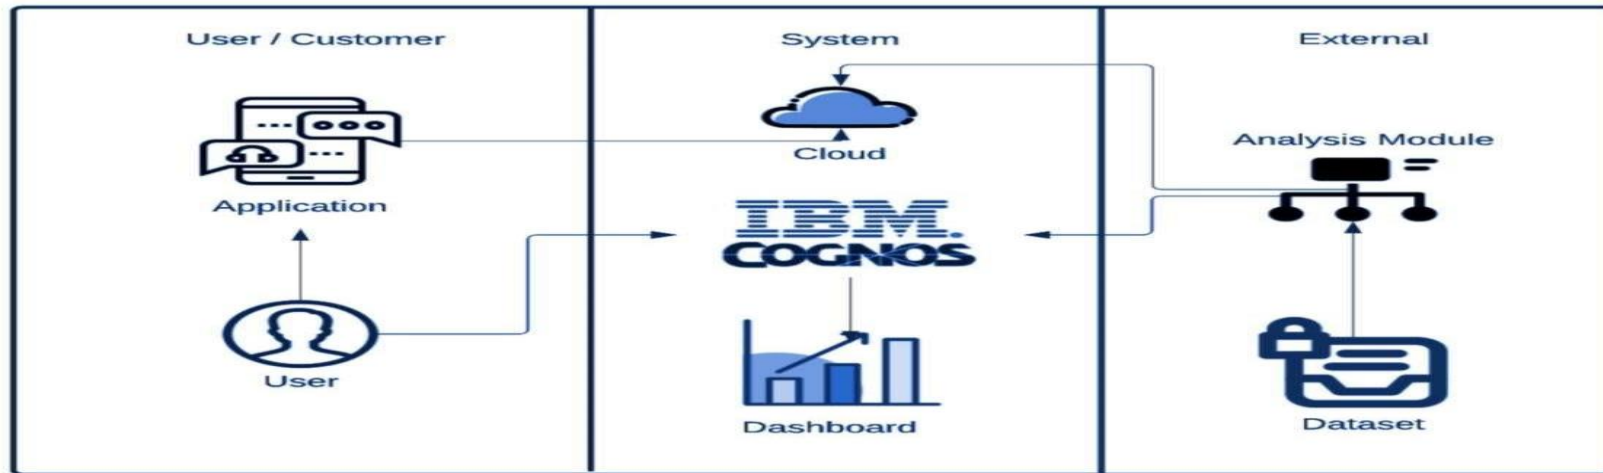 User / Customer
System
External
Application
User
Cloud
IBM.
COGNOS
Dashboard
Analysis Module
Dataset